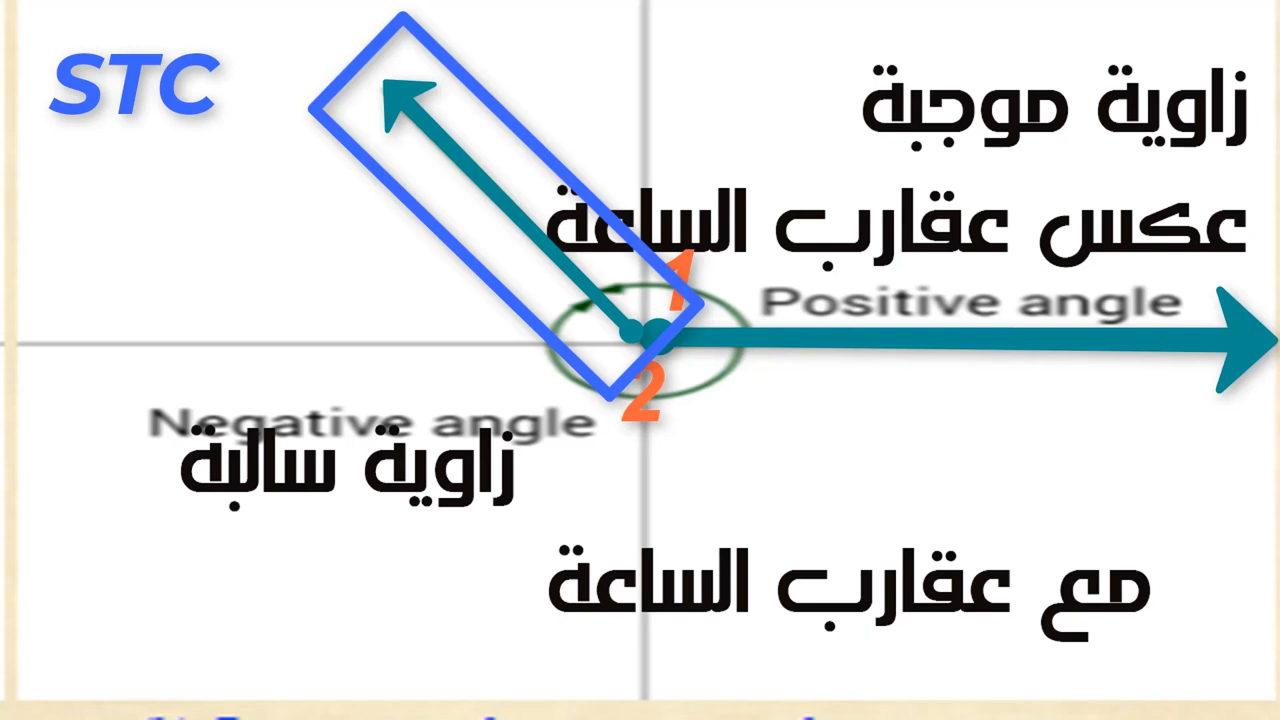 STC
زاوية موجبة
عكس عقارب الساعة
1
Positive angle
2
Negative angle
زاوية سالبة
مع عقارب الساعة